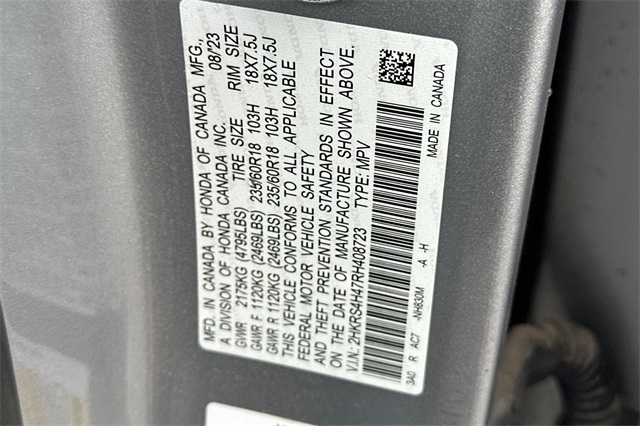 MFD. IN CANADA BY HONDA OF CANADA MFG., 08/23
A DIVISION OF HONDA CANADA INC.
GVWR 2175KG (4795LBS) TIRE SIZE RIM SIZE
GAWR F 1120KG (2469LBS) 235/60R18 103H 18X7.5J
GAWR R 1120KG (2469LBS) 235/60R18 103H 18X7.5J
THIS VEHICLE CONFORMS TO ALL APPLICABLE
FEDERAL MOTOR VEHICLE SAFETY
AND THEFT PREVENTION STANDARDS IN EFFECT
ON THE DATE OF MANUFACTURE SHOWN ABOVE.
V.I.N.: 2HKRS4H47RH408723 TYPE: MPV
3A0 R AC7 -NH830M -A -H MADE IN CANADA